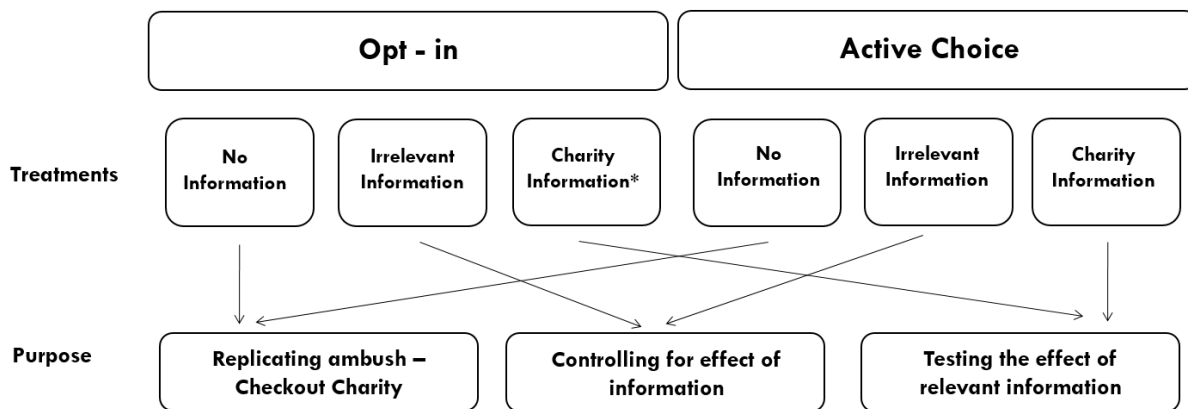 Opt - in
Active Choice
Treatments
No
Information
Irrelevant
Information
Charity
Information*
No
Information
Irrelevant
Information
Charity
Information
Purpose
Replicating ambush –
Checkout Charity
Controlling for effect of
information
Testing the effect of
relevant information